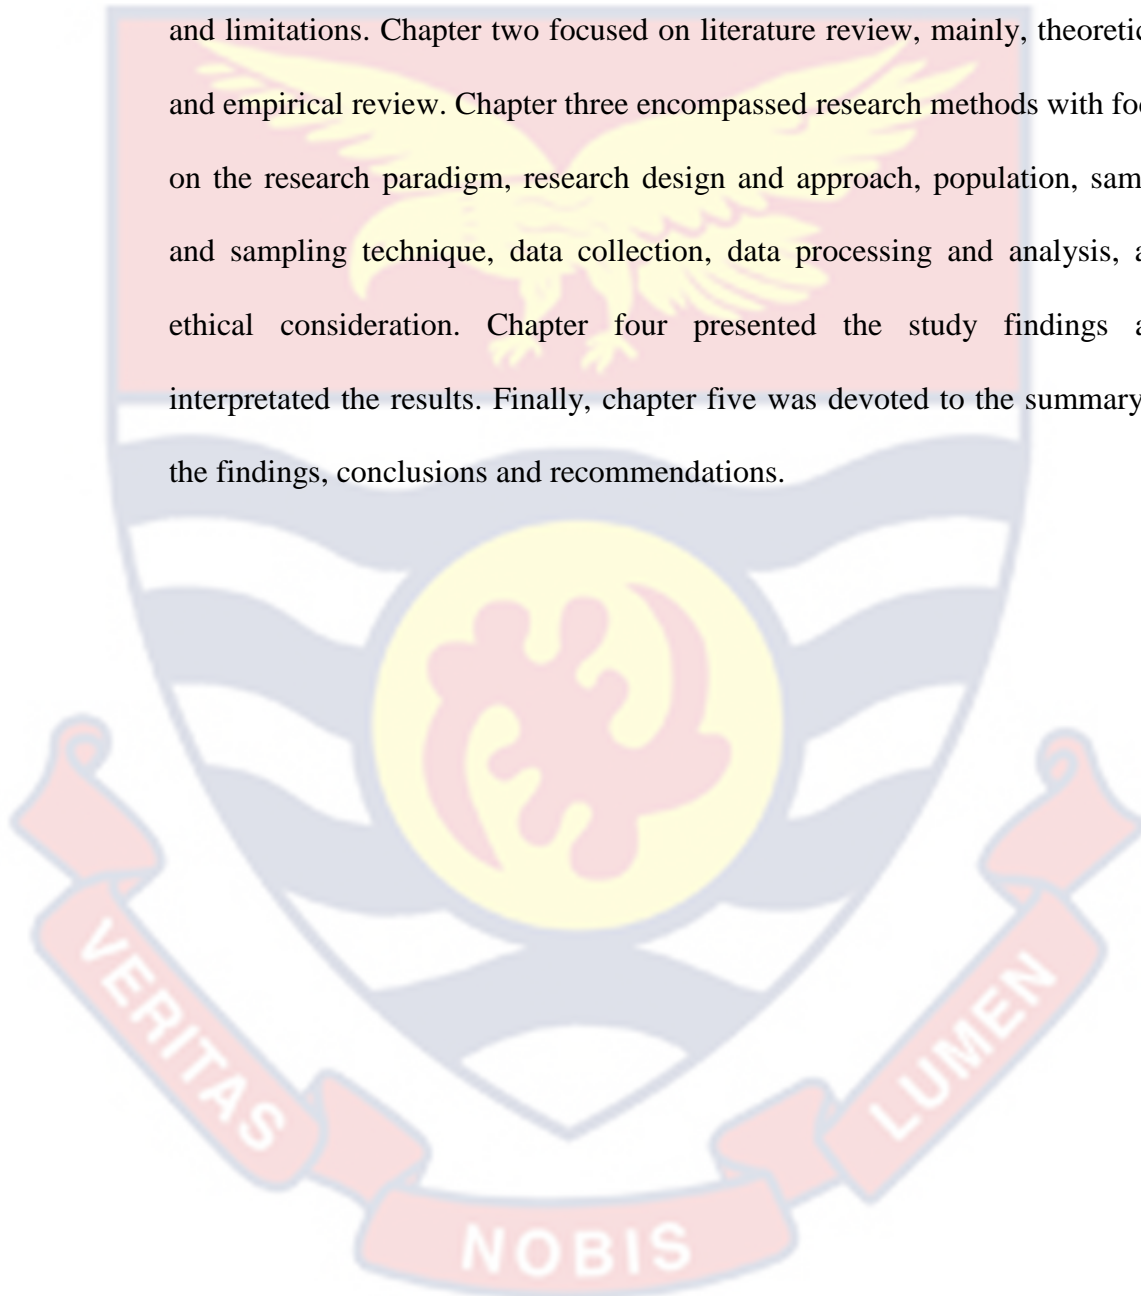 and limitations. Chapter two focused on literature review, mainly, theoretic
and empirical review. Chapter three encompassed research methods with fo
on the research paradigm, research design and approach, population, sam
and sampling technique, data collection, data processing and analysis, a
ethical consideration. Chapter four presented the study findings a
interpretated the results. Finally, chapter five was devoted to the summary
the findings, conclusions and recommendations.
VERITAS
NOBIS
LUMEN